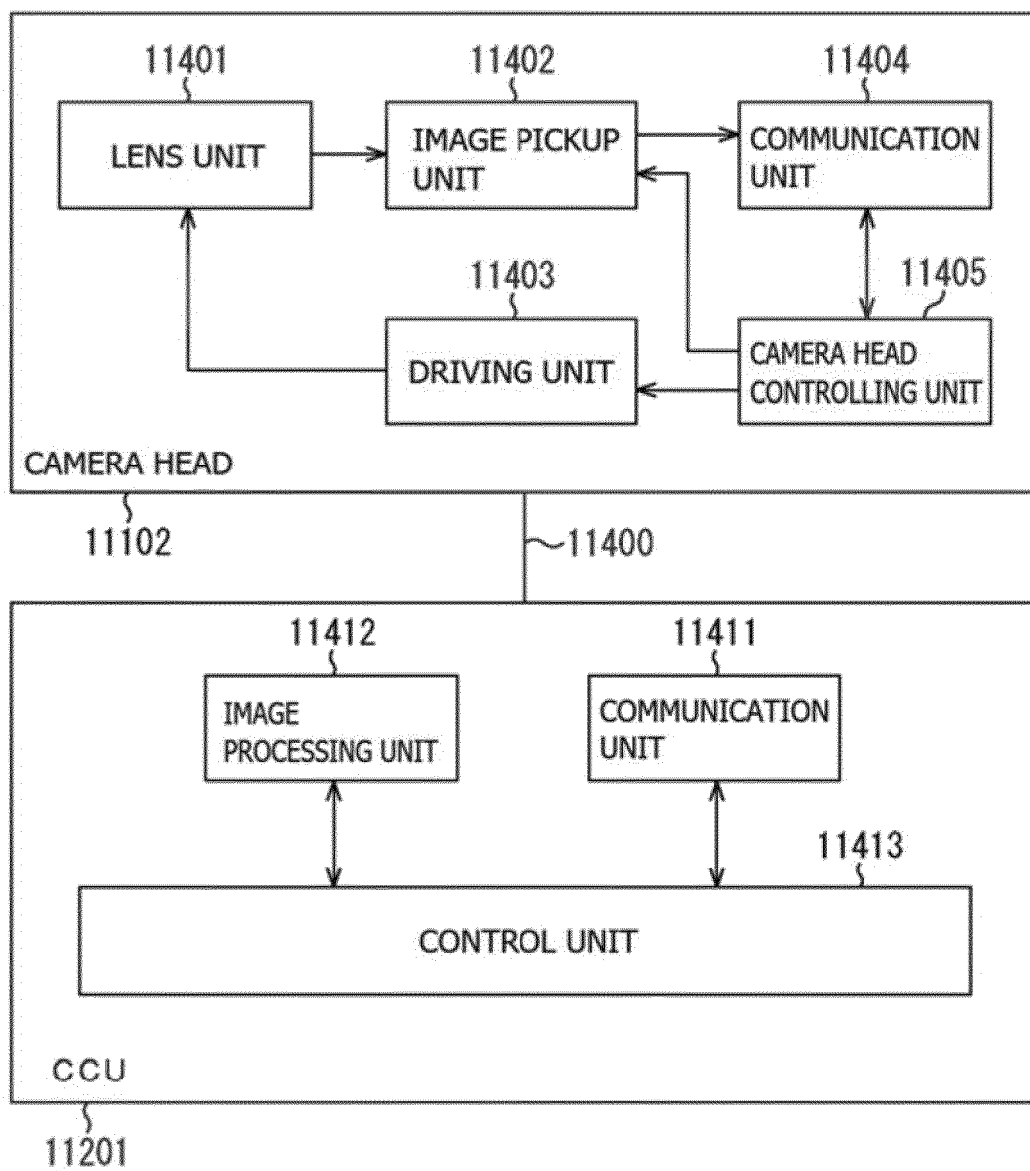 11401
11402
11404
LENS UNIT
IMAGE PICKUP
UNIT
COMMUNICATION
UNIT
11403
11405
DRIVING UNIT
CAMERA HEAD
CONTROLLING UNIT
CAMERA HEAD
11102
11400
11412
11411
IMAGE
PROCESSING UNIT
COMMUNICATION
UNIT
11413
CONTROL UNIT
CCU
11201